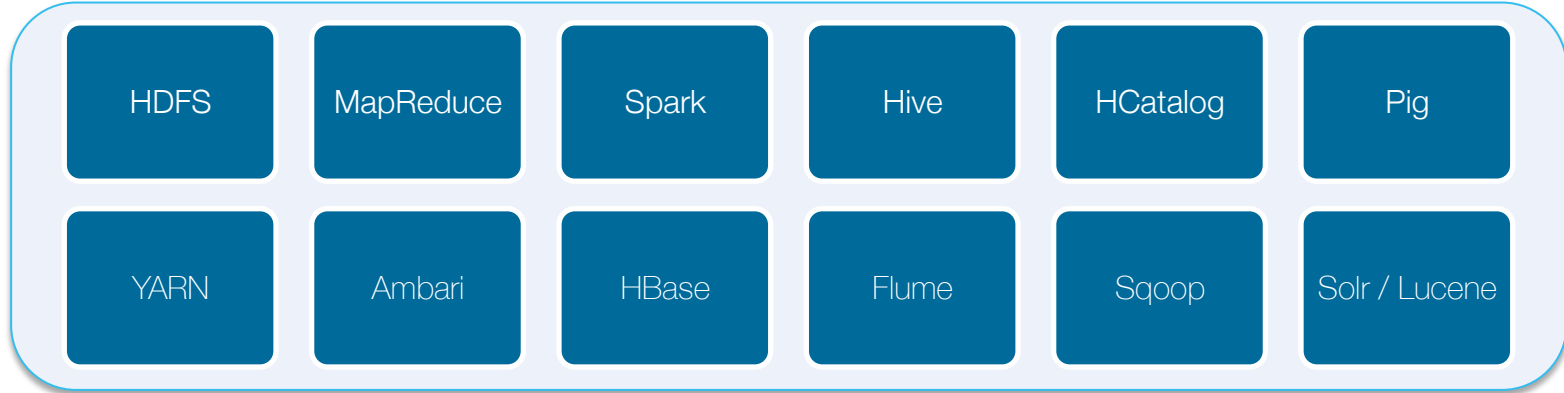 HDFS
MapReduce
Spark
Hive
HCatalog
Pig
YARN
Ambari
HBase
Flume
Sqoop
Solr / Lucene